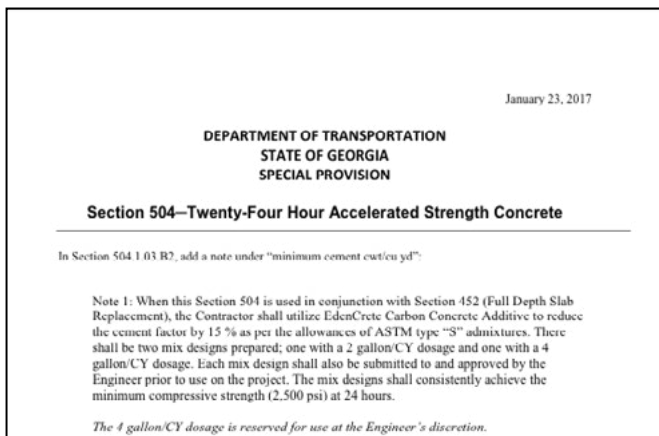 January 23, 2017
DEPARTMENT OF TRANSPORTATION
STATE OF GEORGIA
SPECIAL PROVISION
Section 504—Twenty-Four Hour Accelerated Strength Concrete
In Section 504.1.03 B2, add a note under “minimum cement cwt/cu yd”:
Note 1: When this Section 504 is used in conjunction with Section 452 (Full Depth Slab
Replacement), the Contractor shall utilize EdenCrete Carbon Concrete Additive to reduce
the cement factor by 15 % as per the allowances of ASTM type “S” admixtures. There
shall be two mix designs prepared; one with a 2 gallon/CY dosage and one with a 4
gallon/CY dosage. Each mix design shall also be submitted to and approved by the
Engineer prior to use on the project. The mix designs shall consistently achieve the
minimum compressive strength (2,500 psi) at 24 hours.
The 4 gallon/CY dosage is reserved for use at the Engineer’s discretion.